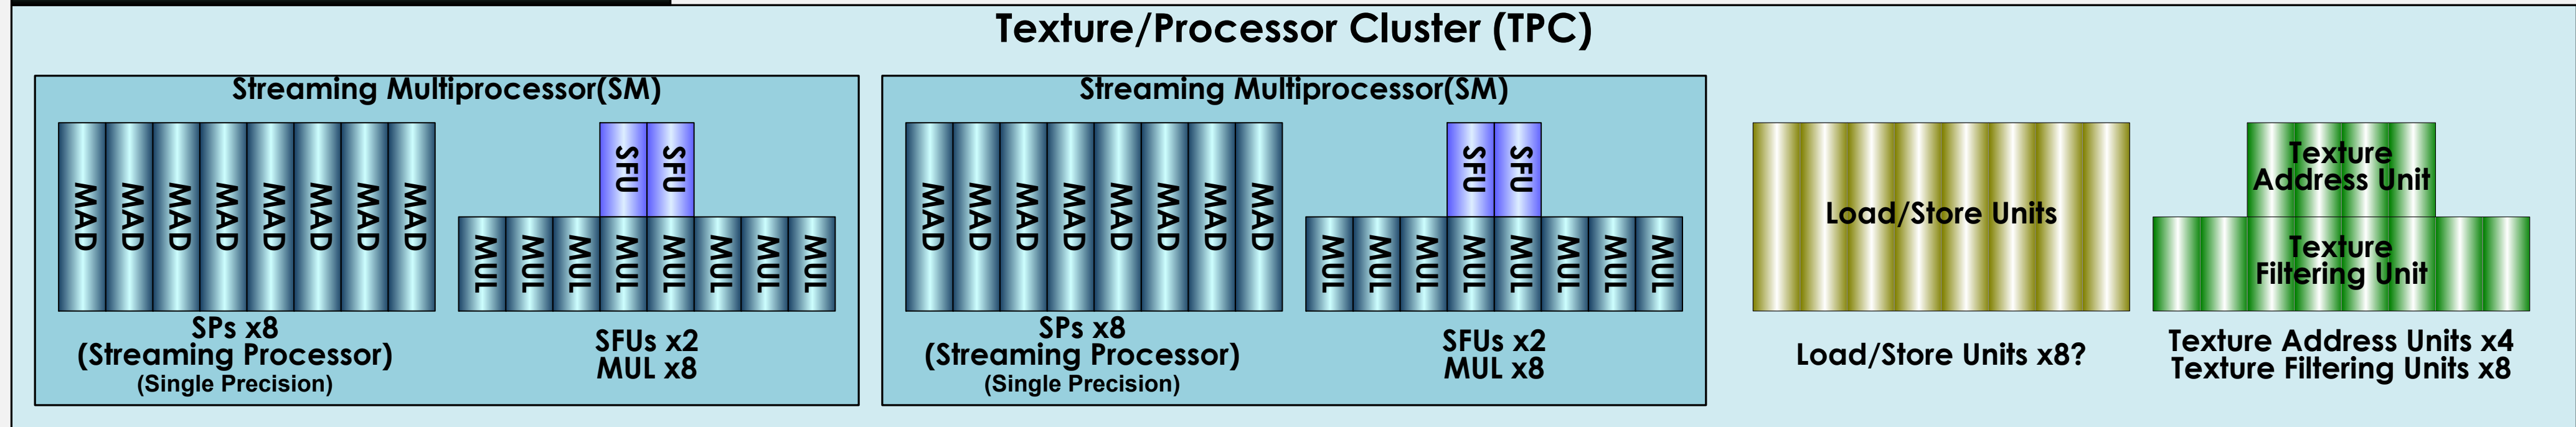 Texture/Processor Cluster (TPC)
Streaming Multiprocessor(SM)
MAD MAD MAD MAD MAD MAD MAD MAD
SFU SFU
MUL MUL MUL MUL MUL MUL MUL MUL
SPs x8
(Streaming Processor)
(Single Precision)
SFUs x2
MUL x8
Streaming Multiprocessor(SM)
MAD MAD MAD MAD MAD MAD MAD MAD
SFU SFU
MUL MUL MUL MUL MUL MUL MUL MUL
SPs x8
(Streaming Processor)
(Single Precision)
SFUs x2
MUL x8
Load/Store Units
Load/Store Units x8?
Texture
Address Unit
Texture
Filtering Unit
Texture Address Units x4
Texture Filtering Units x8